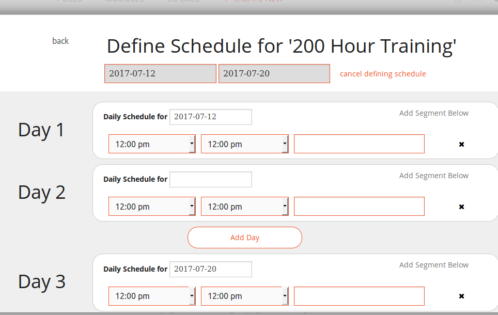 back
Define Schedule for '200 Hour Training'
2017-07-12 2017-07-20 cancel defining schedule
Day 1
Daily Schedule for 2017-07-12 Add Segment Below
12:00 pm 12:00 pm ✖
Day 2
Daily Schedule for Add Segment Below
12:00 pm 12:00 pm ✖
Add Day
Day 3
Daily Schedule for 2017-07-20 Add Segment Below
12:00 pm 12:00 pm ✖